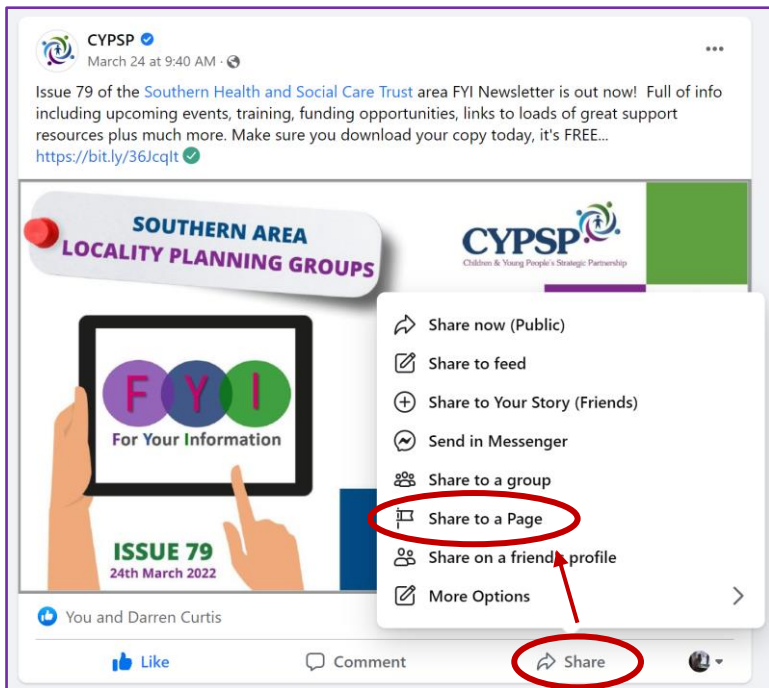 CYPSP
March 24 at 9:40 AM ·
Issue 79 of the Southern Health and Social Care Trust area FYI Newsletter is out now! Full of info
including upcoming events, training, funding opportunities, links to loads of great support
resources plus much more. Make sure you download your copy today, it's FREE...
https://bit.ly/36JcqIt
SOUTHERN AREA
LOCALITY PLANNING GROUPS
CYPSP
Children & Young People's Strategic Partnership
F Y I
For Your Information
ISSUE 79
24th March 2022
Share now (Public)
Share to feed
Share to Your Story (Friends)
Send in Messenger
Share to a group
Share to a Page
Share on a friend's profile
More Options
You and Darren Curtis
Like
Comment
Share